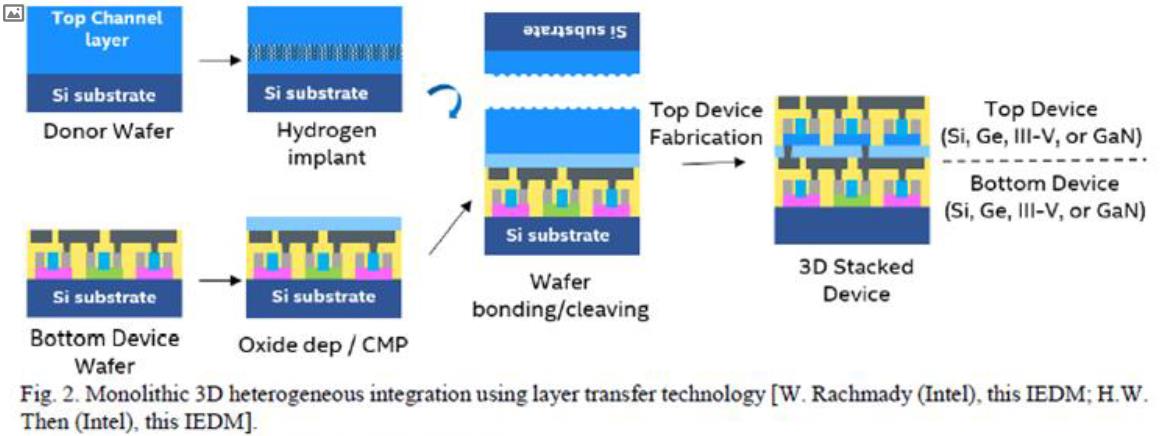 Top Channel
layer
Si substrate
Donor Wafer
Si substrate
Hydrogen
implant
Si substrate
Si substrate
Bottom Device
Wafer
Si substrate
Oxide dep / CMP
Si substrate
Wafer
bonding/cleaving
Top Device
Fabrication
3D Stacked
Device
Top Device
(Si, Ge, III-V, or GaN)
Bottom Device
(Si, Ge, III-V, or GaN)
Fig. 2. Monolithic 3D heterogeneous integration using layer transfer technology [W. Rachmady (Intel), this IEDM; H.W.
Then (Intel), this IEDM].